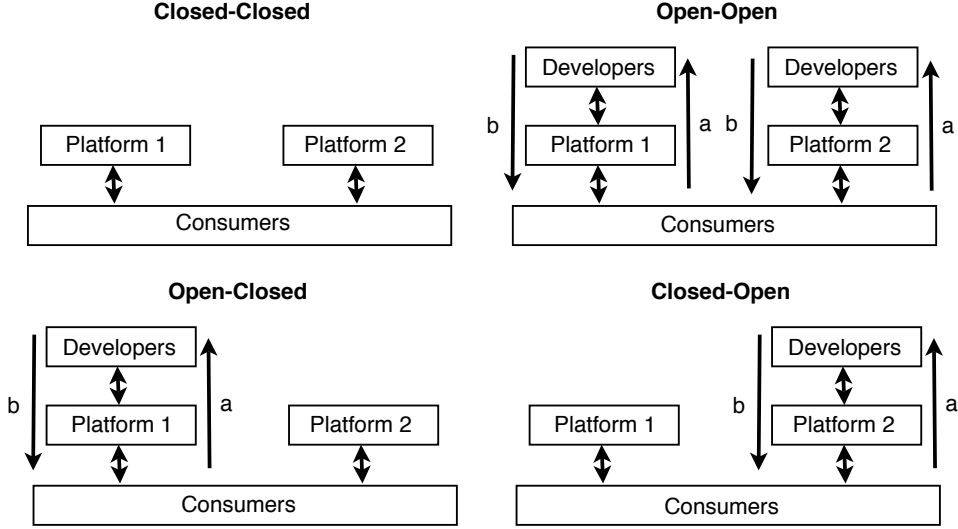 Closed-Closed
Platform 1 Platform 2
Consumers
Open-Open
Developers Developers
b a b a
Platform 1 Platform 2
Consumers
Open-Closed
Developers
b a
Platform 1 Platform 2
Consumers
Closed-Open
Developers
b a
Platform 1 Platform 2
Consumers